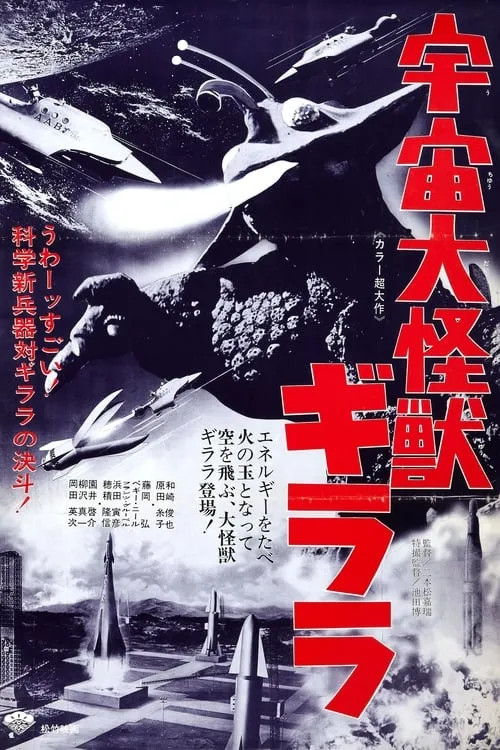 宇宙大怪獣
ギララ
《カラー超大作》
うわーッすごい!
科学新兵器対ギララの決斗!
AABγ
エネルギーをたべ
火の玉となって
空を飛ぶ、大怪獣
ギララ登場!
和崎俊也
原田糸子
藤岡弘
ペギー・ニール
浜田寅彦
穂積隆信
園井啓介
柳沢真一
岡田英次
監督/二本松嘉瑞
特撮監督/池田博
松竹映画